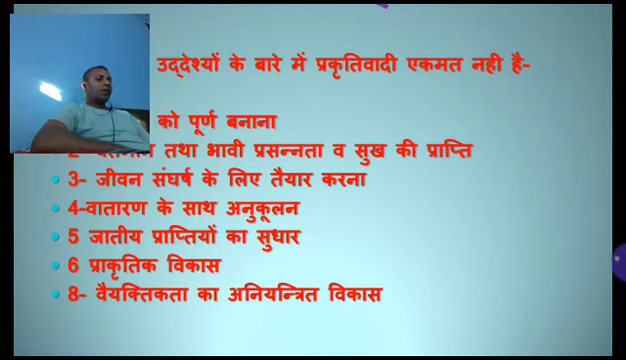 उद्देश्यों के बारे में प्रकृतिवादी एकमत नही है-
को पूर्ण बनाना
तथा भावी प्रसन्नता व सुख की प्राप्ति
3- जीवन संघर्ष के लिए तैयार करना
4-वातारण के साथ अनुकूलन
5 जातीय प्राप्तियों का सुधार
6 प्राकृतिक विकास
8- वैयक्तिकता का अनियन्त्रित विकास